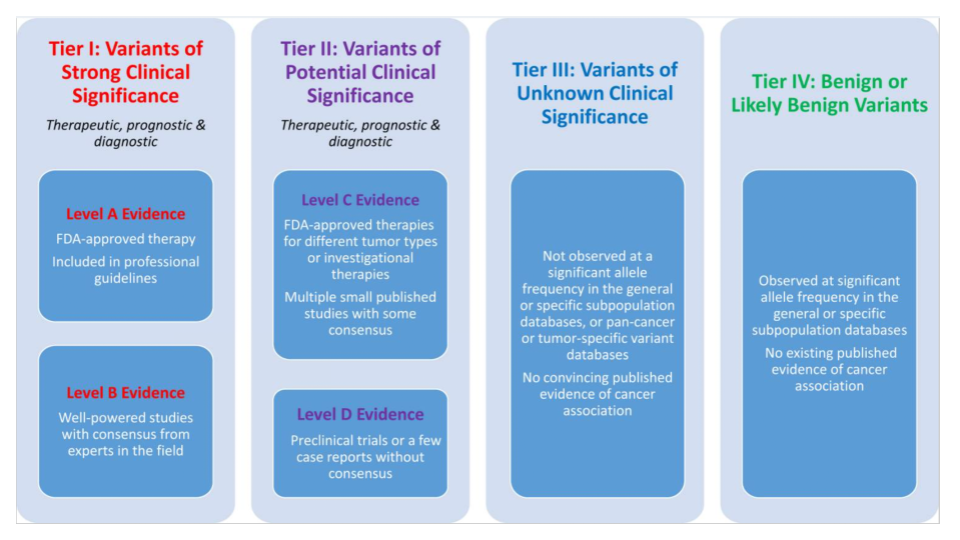 Tier I: Variants of
Strong Clinical
Significance
Therapeutic, prognostic &
diagnostic
Level A Evidence
FDA-approved therapy
Included in professional
guidelines
Level B Evidence
Well-powered studies
with consensus from
experts in the field
Tier II: Variants of
Potential Clinical
Significance
Therapeutic, prognostic &
diagnostic
Level C Evidence
FDA-approved therapies
for different tumor types
or investigational
therapies
Multiple small published
studies with some
consensus
Level D Evidence
Preclinical trials or a few
case reports without
consensus
Tier III: Variants of
Unknown Clinical
Significance
Not observed at a
significant allele
frequency in the general
or specific subpopulation
databases, or pan-cancer
or tumor-specific variant
databases
No convincing published
evidence of cancer
association
Tier IV: Benign or
Likely Benign Variants
Observed at significant
allele frequency in the
general or specific
subpopulation databases
No existing published
evidence of cancer
association